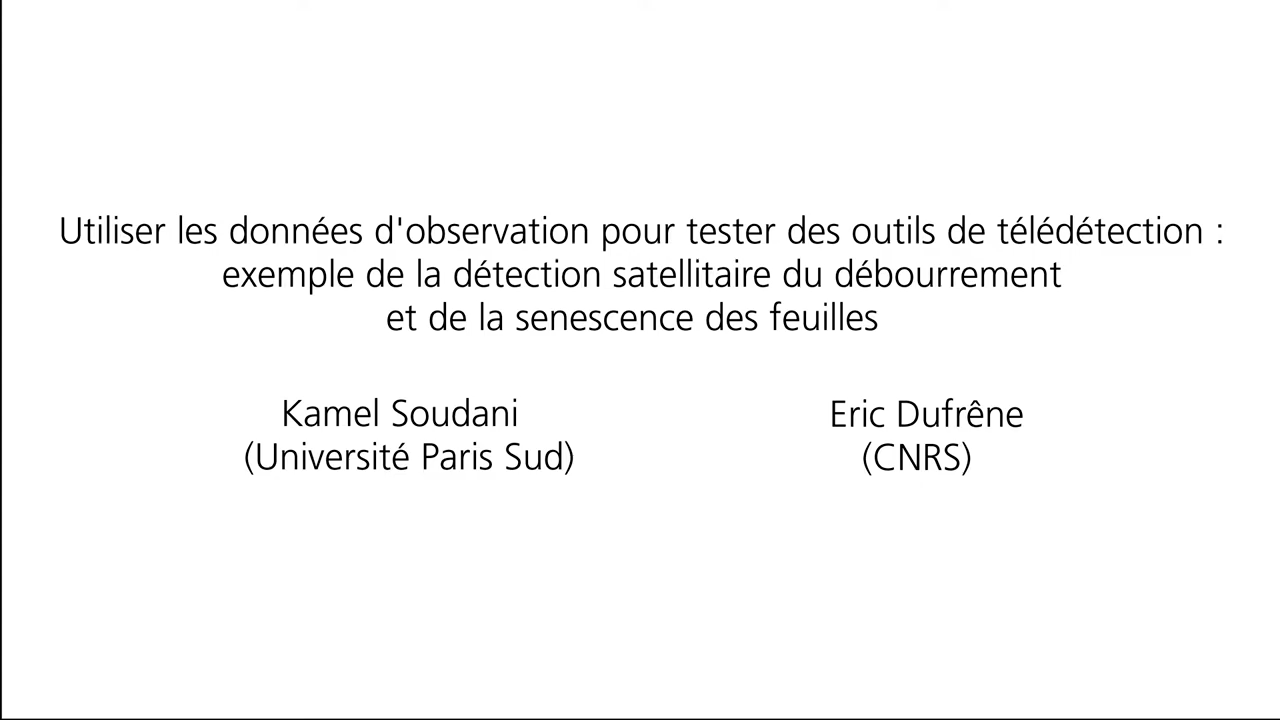 Utiliser les données d'observation pour tester des outils de télédétection :
exemple de la détection satellitaire du débourrement
et de la senescence des feuilles
Kamel Soudani
(Université Paris Sud)
Eric Dufrêne
(CNRS)